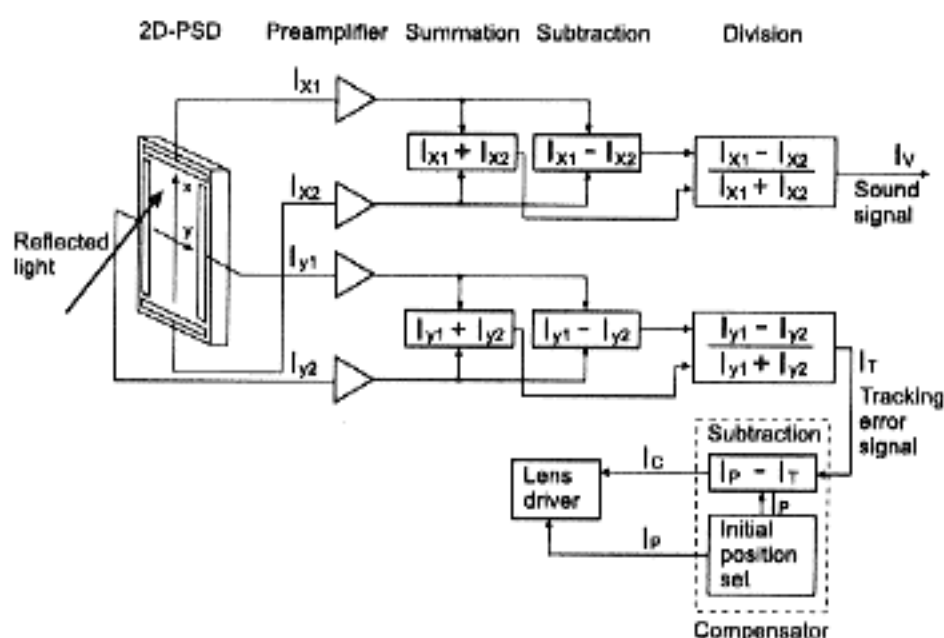 2D-PSD Preamplifier Summation Subtraction Division
I_X1
I_X1 + I_X2
I_X1 − I_X2
I_X1 − I_X2
I_X1 + I_X2
I_V
Sound
signal
I_X2
x
y
Reflected
light
I_y1
I_y1 + I_y2
I_y1 − I_y2
I_y1 − I_y2
I_y1 + I_y2
I_y2
I_T
Tracking
error
signal
Subtraction
I_C
I_P − I_T
Lens
driver
I_P
P
Initial
position
set
Compensator